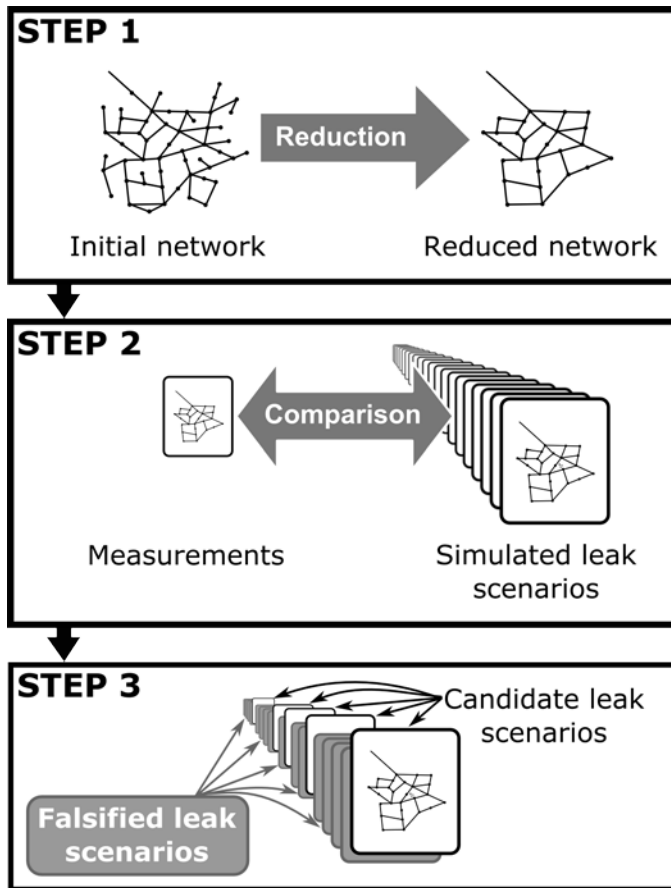 STEP 1
Reduction
Initial network
Reduced network
STEP 2
Comparison
Measurements
Simulated leak
scenarios
STEP 3
Candidate leak
scenarios
Falsified leak
scenarios